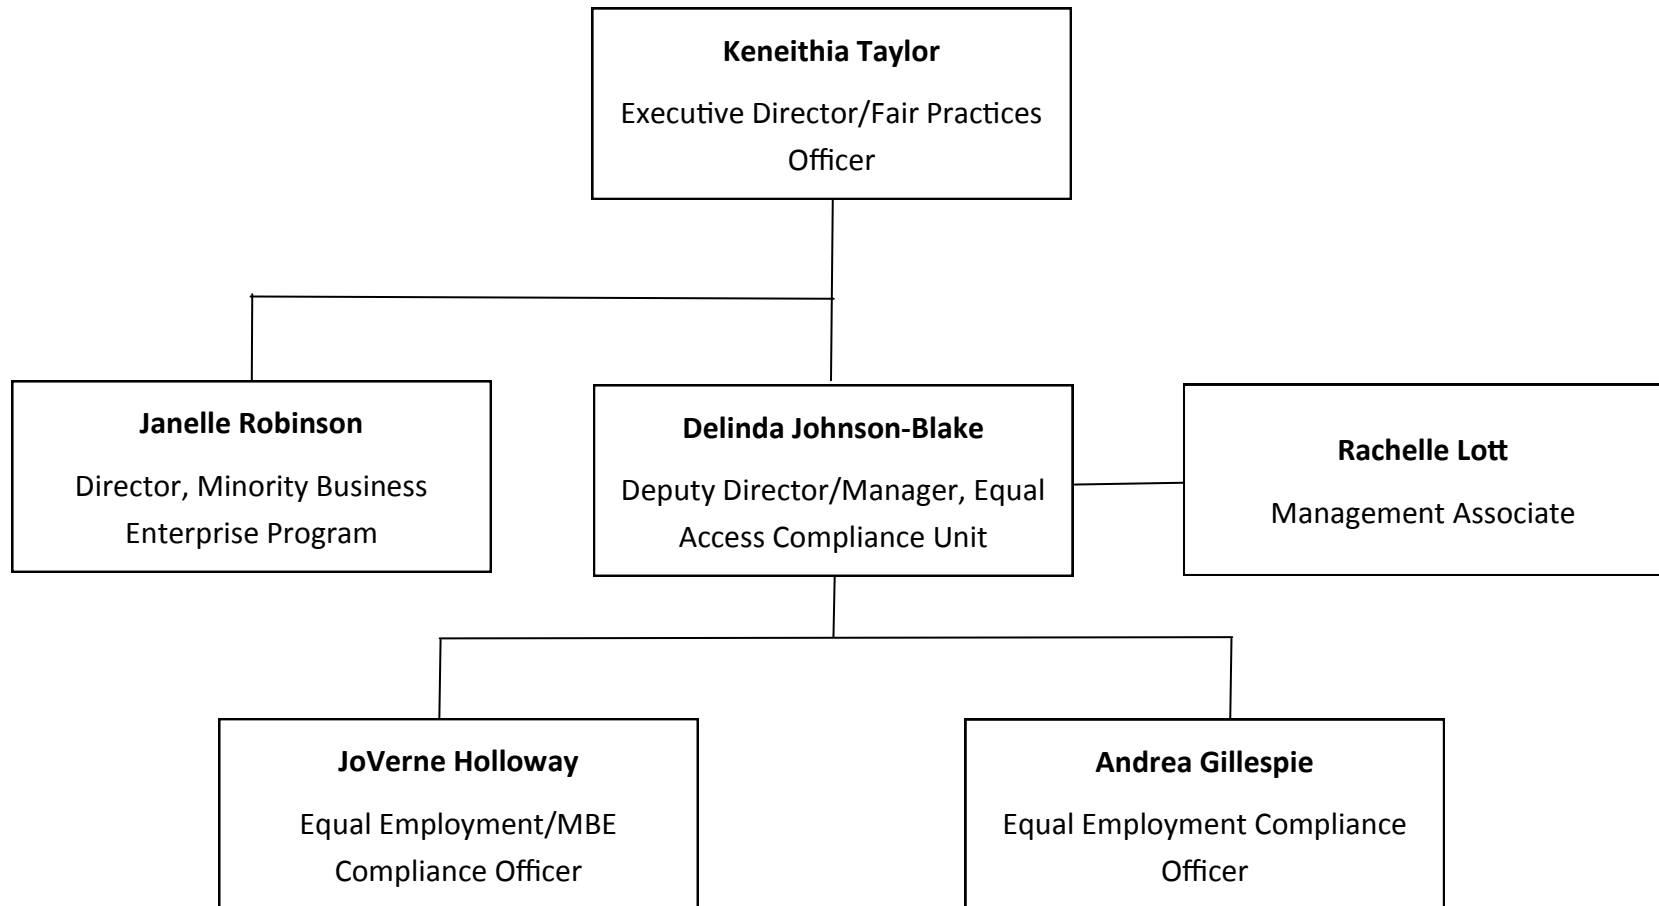 Keneithia Taylor
Executive Director/Fair Practices
Officer
Janelle Robinson
Director, Minority Business
Enterprise Program
Delinda Johnson-Blake
Deputy Director/Manager, Equal
Access Compliance Unit
Rachelle Lott
Management Associate
JoVerne Holloway
Equal Employment/MBE
Compliance Officer
Andrea Gillespie
Equal Employment Compliance
Officer